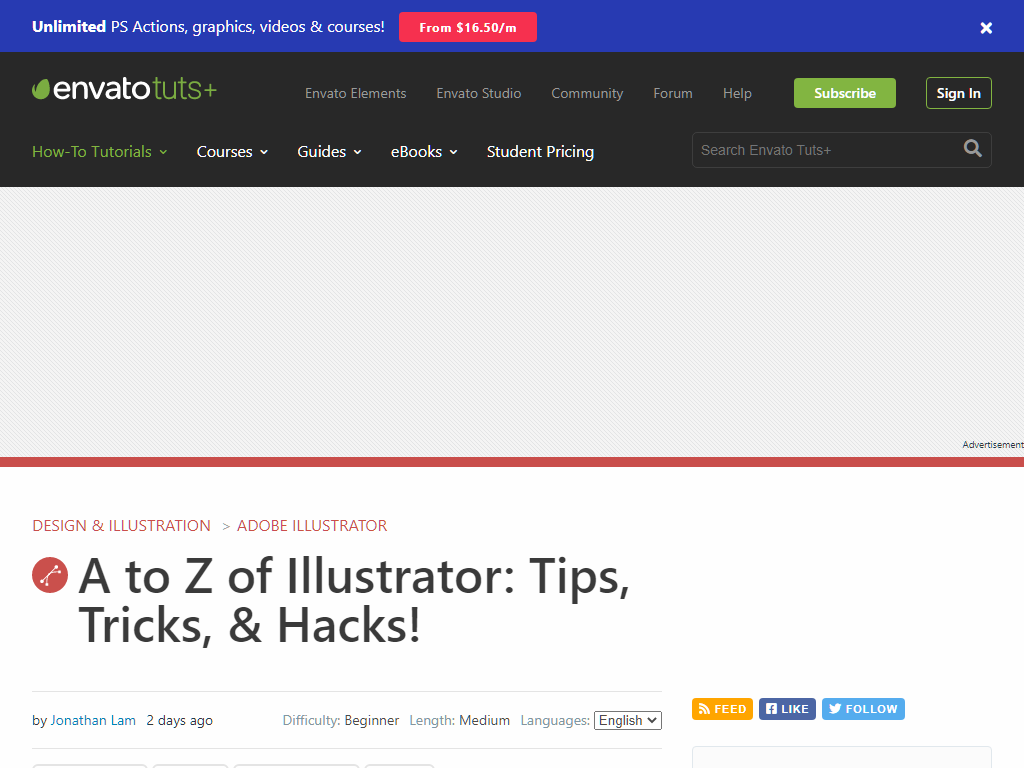 Unlimited PS Actions, graphics, videos & courses! From $16.50/m
envatotuts+
Envato Elements Envato Studio Community Forum Help Subscribe Sign In
How-To Tutorials Courses Guides eBooks Student Pricing Search Envato Tuts+
Advertisement
DESIGN & ILLUSTRATION > ADOBE ILLUSTRATOR
A to Z of Illustrator: Tips,
Tricks, & Hacks!
by Jonathan Lam 2 days ago Difficulty: Beginner Length: Medium Languages: English
FEED LIKE FOLLOW